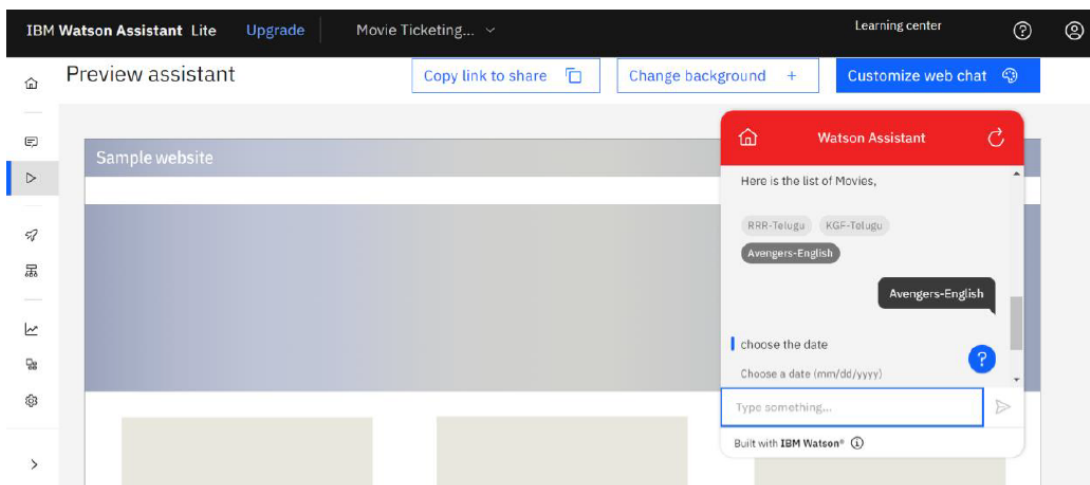 IBM Watson Assistant Lite Upgrade Movie Ticketing... Learning center
Preview assistant Copy link to share Change background + Customize web chat
Sample website
Watson Assistant
Here is the list of Movies,
RRR-Telugu KGF-Telugu
Avengers-English
Avengers-English
choose the date
?
Choose a date (mm/dd/yyyy)
Type something...
Built with IBM Watson®